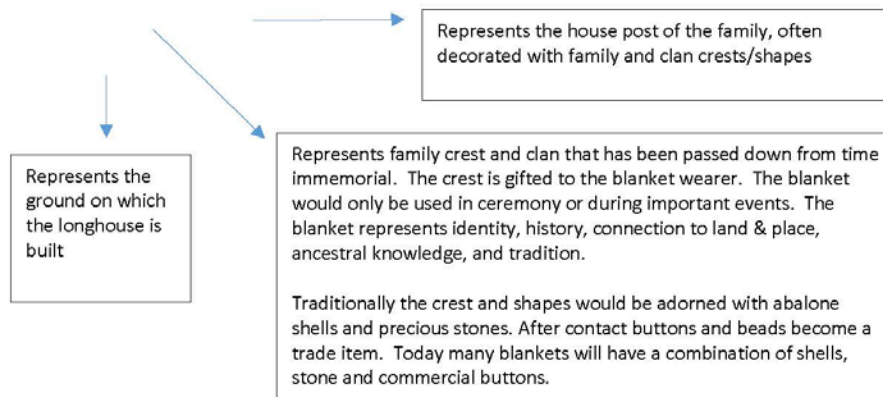 Represents the house post of the family, often
decorated with family and clan crests/shapes
Represents the
ground on which
the longhouse is
built
Represents family crest and clan that has been passed down from time
immemorial.  The crest is gifted to the blanket wearer.  The blanket
would only be used in ceremony or during important events.  The
blanket represents identity, history, connection to land & place,
ancestral knowledge, and tradition.
Traditionally the crest and shapes would be adorned with abalone
shells and precious stones. After contact buttons and beads become a
trade item.  Today many blankets will have a combination of shells,
stone and commercial buttons.